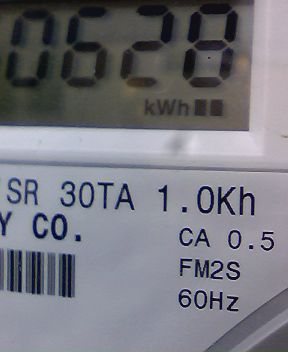 0628
kWh
SR 30TA 1.0Kh
Y CO.
CA 0.5
FM2S
60Hz